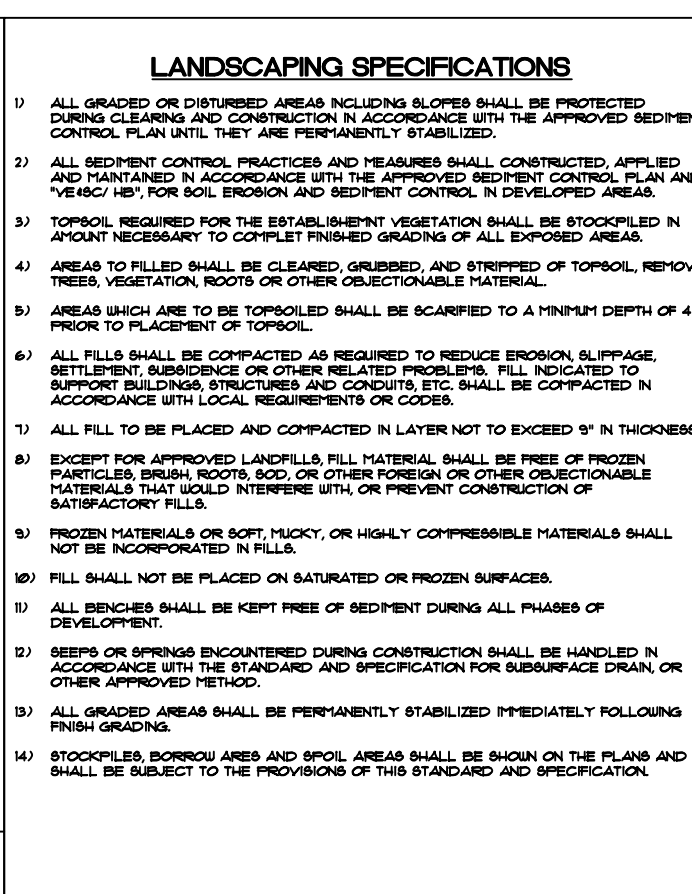 LANDSCAPING SPECIFICATIONS
1) ALL GRADED OR DISTURBED AREAS INCLUDING SLOPES SHALL BE PROTECTED
DURING CLEARING AND CONSTRUCTION IN ACCORDANCE WITH THE APPROVED SEDIMEN
CONTROL PLAN UNTIL THEY ARE PERMANENTLY STABILIZED.
2) ALL SEDIMENT CONTROL PRACTICES AND MEASURES SHALL CONSTRUCTED, APPLIED
AND MAINTAINED IN ACCORDANCE WITH THE APPROVED SEDIMENT CONTROL PLAN AN
"VE&SC/ HB", FOR SOIL EROSION AND SEDIMENT CONTROL IN DEVELOPED AREAS.
3) TOPSOIL REQUIRED FOR THE ESTABLISHEMNT VEGETATION SHALL BE STOCKPILED IN
AMOUNT NECESSARY TO COMPLET FINISHED GRADING OF ALL EXPOSED AREAS.
4) AREAS TO FILLED SHALL BE CLEARED, GRUBBED, AND STRIPPED OF TOPSOIL, REMOV
TREES, VEGETATION, ROOTS OR OTHER OBJECTIONABLE MATERIAL.
5) AREAS WHICH ARE TO BE TOPSOILED SHALL BE SCARIFIED TO A MINIMUM DEPTH OF 4
PRIOR TO PLACEMENT OF TOPSOIL.
6) ALL FILLS SHALL BE COMPACTED AS REQUIRED TO REDUCE EROSION, SLIPPAGE,
SETTLEMENT, SUBSIDENCE OR OTHER RELATED PROBLEMS. FILL INDICATED TO
SUPPORT BUILDINGS, STRUCTURES AND CONDUITS, ETC. SHALL BE COMPACTED IN
ACCORDANCE WITH LOCAL REQUIREMENTS OR CODES.
7) ALL FILL TO BE PLACED AND COMPACTED IN LAYER NOT TO EXCEED 9" IN THICKNESS
8) EXCEPT FOR APPROVED LANDFILLS, FILL MATERIAL SHALL BE FREE OF FROZEN
PARTICLES, BRUSH, ROOTS, SOD, OR OTHER FOREIGN OR OTHER OBJECTIONABLE
MATERIALS THAT WOULD INTERFERE WITH, OR PREVENT CONSTRUCTION OF
SATISFACTORY FILLS.
9) FROZEN MATERIALS OR SOFT, MUCKY, OR HIGHLY COMPRESSIBLE MATERIALS SHALL
NOT BE INCORPORATED IN FILLS.
10) FILL SHALL NOT BE PLACED ON SATURATED OR FROZEN SURFACES.
11) ALL BENCHES SHALL BE KEPT FREE OF SEDIMENT DURING ALL PHASES OF
DEVELOPMENT.
12) SEEPS OR SPRINGS ENCOUNTERED DURING CONSTRUCTION SHALL BE HANDLED IN
ACCORDANCE WITH THE STANDARD AND SPECIFICATION FOR SUBSURFACE DRAIN, OR
OTHER APPROVED METHOD.
13) ALL GRADED AREAS SHALL BE PERMANENTLY STABILIZED IMMEDIATELY FOLLOWING
FINISH GRADING.
14) STOCKPILES, BORROW ARES AND SPOIL AREAS SHALL BE SHOWN ON THE PLANS AND
SHALL BE SUBJECT TO THE PROVISIONS OF THIS STANDARD AND SPECIFICATION.